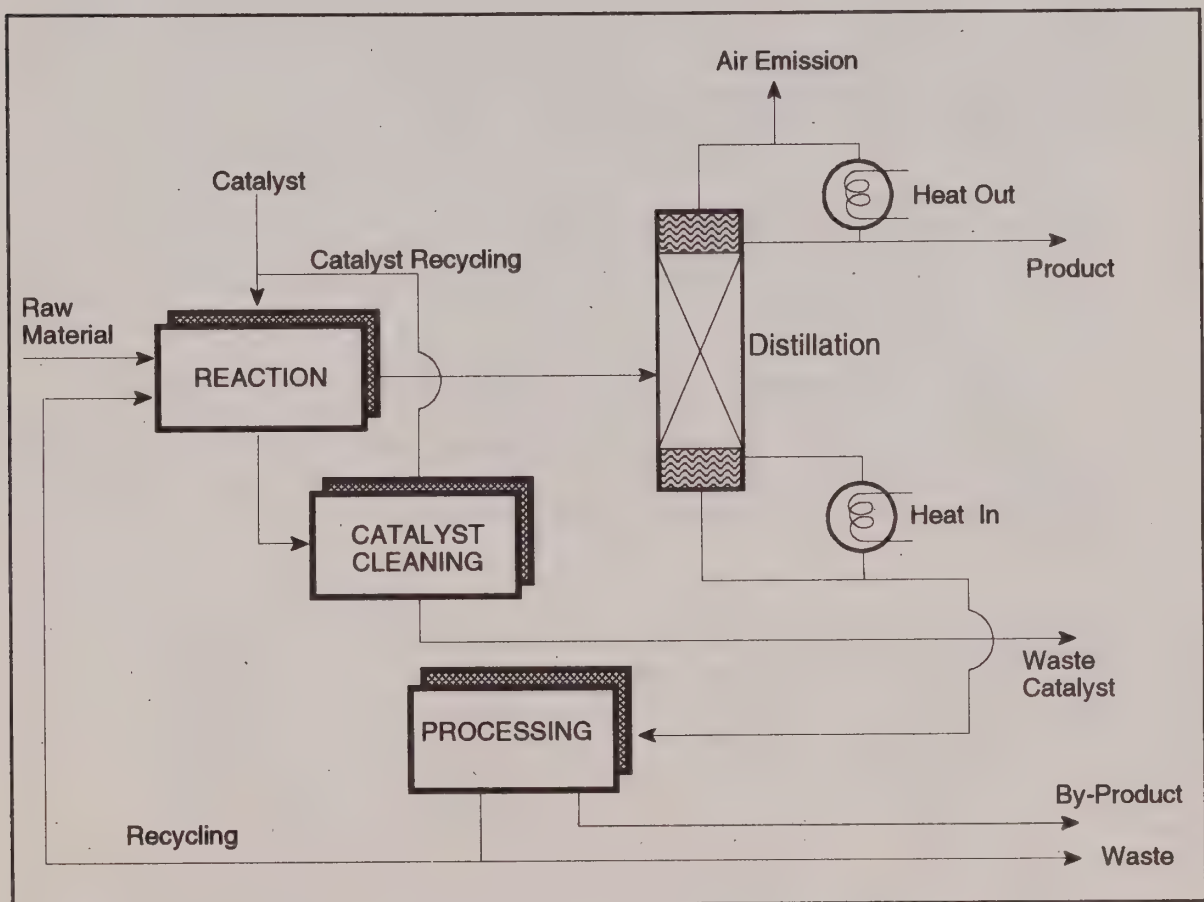 Air Emission
Catalyst
Heat Out
Catalyst Recycling
Product
Raw
Material
REACTION
Distillation
CATALYST
CLEANING
Heat In
Waste
Catalyst
PROCESSING
By-Product
Recycling
Waste